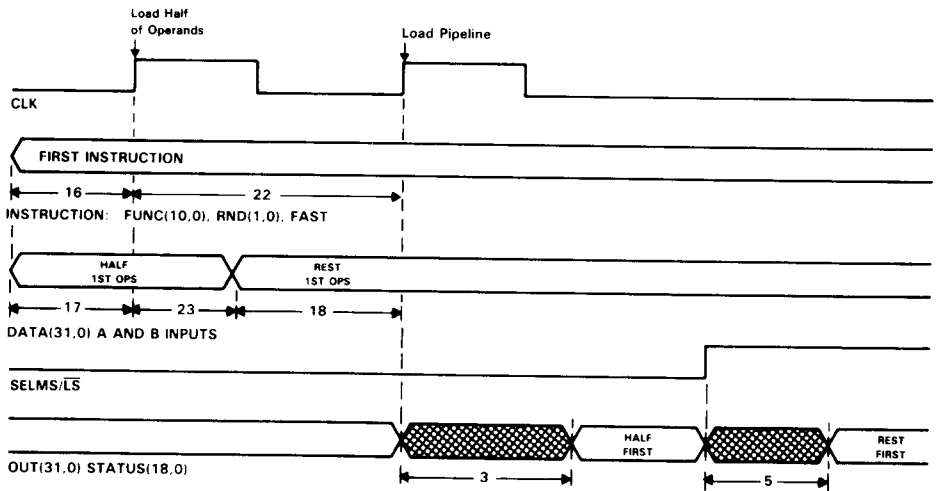 Load Half
of Operands
Load Pipeline
CLK
FIRST INSTRUCTION
16
22
INSTRUCTION: FUNC(10,0), RND(1,0), FAST
HALF
1ST OPS
REST
1ST OPS
17
23
18
DATA(31,0) A AND B INPUTS
SELMS/LS
HALF
FIRST
REST
FIRST
OUT(31,0) STATUS(18,0)
3
5